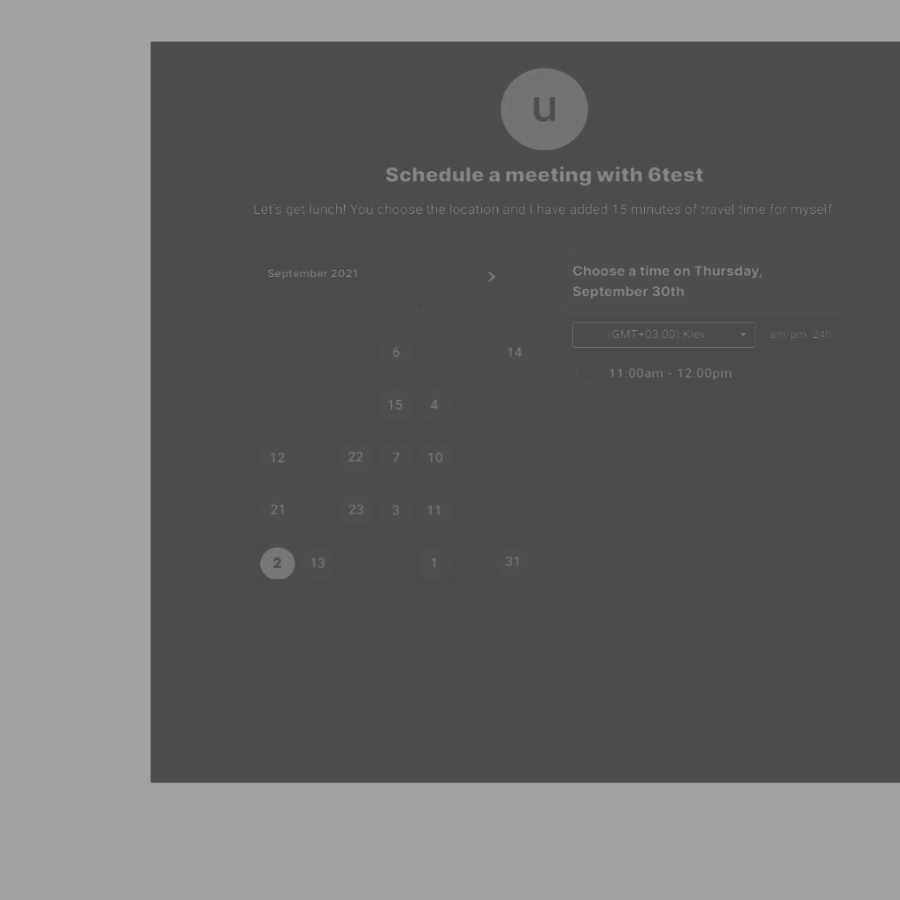 u
Schedule a meeting with 6test
Let's get lunch! You choose the location and I have added 15 minutes of travel time for myself.
September 2021
6 14
15 4
12 22 7 10
21 23 3 11
2 13 1 31
Choose a time on Thursday,
September 30th
(GMT+03:00) Kiev am/pm 24h
11:00am - 12:00pm